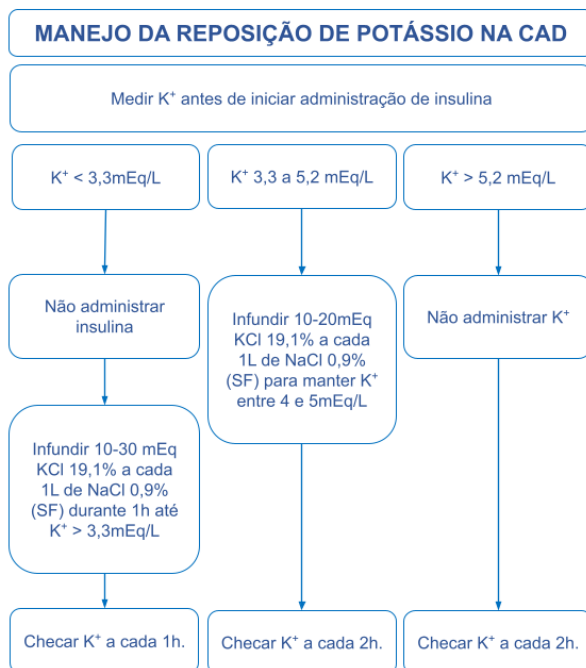 MANEJO DA REPOSIÇÃO DE POTÁSSIO NA CAD
Medir K⁺ antes de iniciar administração de insulina
K⁺ < 3,3mEq/L
K⁺ 3,3 a 5,2 mEq/L
K⁺ > 5,2 mEq/L
Não administrar
insulina
Infundir 10-30 mEq
KCl 19,1% a cada
1L de NaCl 0,9%
(SF) durante 1h até
K⁺ > 3,3mEq/L
Infundir 10-20mEq
KCl 19,1% a cada
1L de NaCl 0,9%
(SF) para manter K⁺
entre 4 e 5mEq/L
Não administrar K⁺
Checar K⁺ a cada 1h.
Checar K⁺ a cada 2h.
Checar K⁺ a cada 2h.